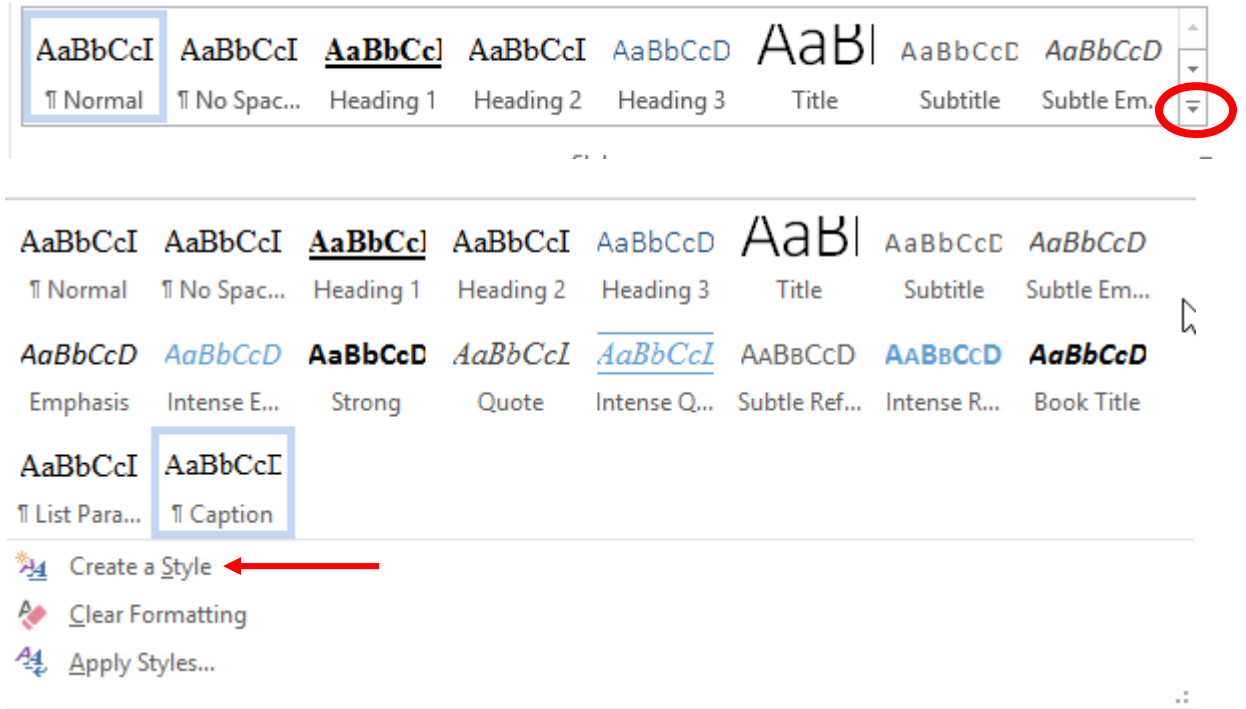 AaBbCcI AaBbCcI AaBbCcl AaBbCcI AaBbCcD AaBl AaBbCcD AaBbCcD
¶ Normal ¶ No Spac... Heading 1 Heading 2 Heading 3 Title Subtitle Subtle Em...
AaBbCcI AaBbCcI AaBbCcl AaBbCcI AaBbCcD AaBl AaBbCcD AaBbCcD
¶ Normal ¶ No Spac... Heading 1 Heading 2 Heading 3 Title Subtitle Subtle Em...
AaBbCcD AaBbCcD AaBbCcD AaBbCcI AaBbCcI AaBbCcD AaBbCcD AaBbCcD
Emphasis Intense E... Strong Quote Intense Q... Subtle Ref... Intense R... Book Title
AaBbCcI AaBbCcD
¶ List Para... ¶ Caption
Create a Style
Clear Formatting
Apply Styles...